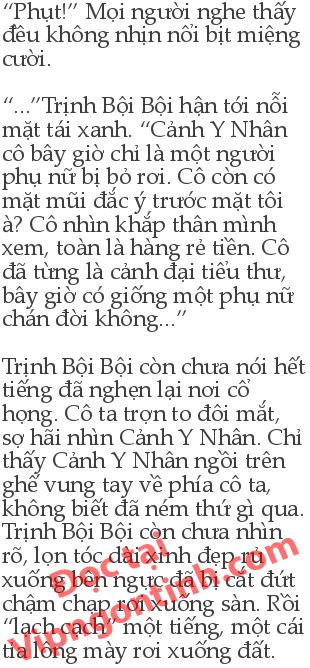 “Phụt!” Mọi người nghe thấy
đều không nhịn nổi bịt miệng
cười.
“...”Trịnh Bội Bội hận tới nỗi
mặt tái xanh. “Cảnh Y Nhân
cô bây giờ chỉ là một người
phụ nữ bị bỏ rơi. Cô còn có
mặt mũi đắc ý trước mặt tôi
à? Cô nhìn khắp thân mình
xem, toàn là hàng rẻ tiền. Cô
đã từng là cảnh đại tiểu thư,
bây giờ có giống một phụ nữ
chán đời không...”
Trịnh Bội Bội còn chưa nói hết
tiếng đã nghẹn lại nơi cổ
họng. Cô ta trợn to đôi mắt,
sợ hãi nhìn Cảnh Y Nhân. Chỉ
thấy Cảnh Y Nhân ngồi trên
ghế vung tay về phía cô ta,
không biết đã ném thứ gì qua.
Trịnh Bội Bội còn chưa nhìn
rõ, lọn tóc dài xinh đẹp rủ
xuống bên ngực đã bị cắt đứt
chậm chạp rơi xuống sàn. Rồi
“lạch cạch” một tiếng, một cái
tỉa lông mày rơi xuống đất.
Đọc tại
Vipngontinh.com